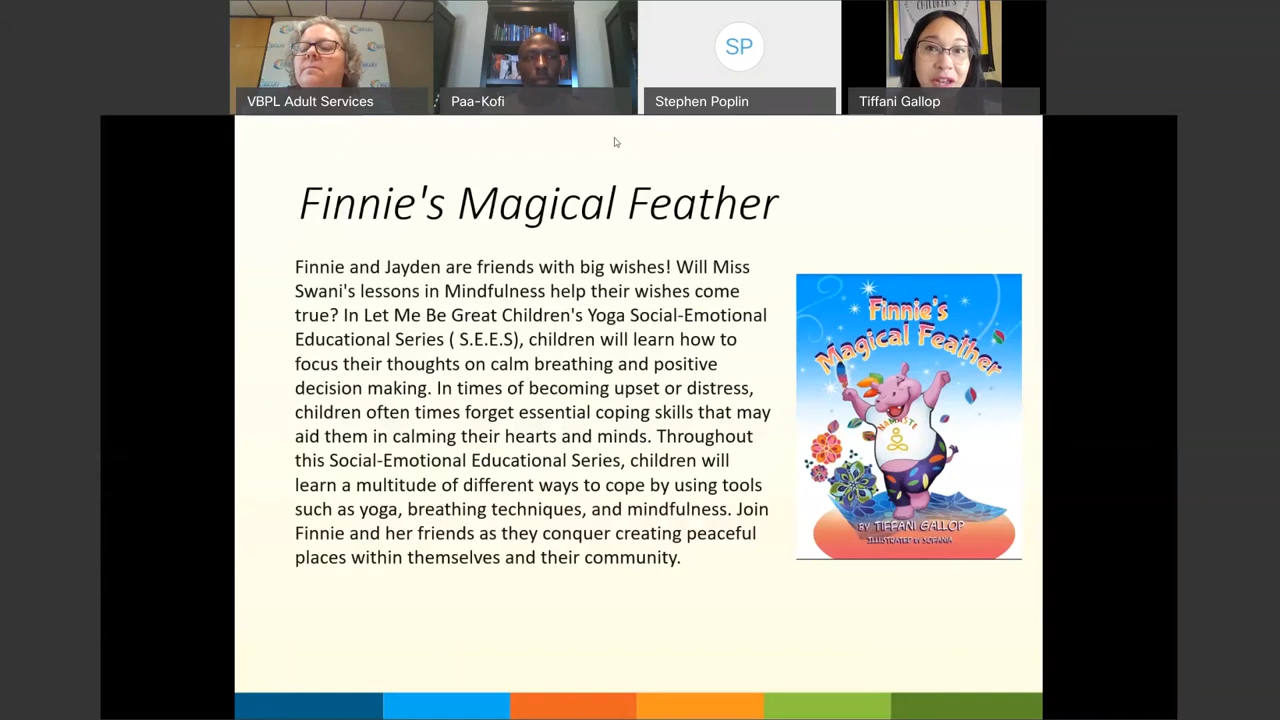 SP
VBPL Adult Services
Paa-Kofi
Stephen Poplin
Tiffani Gallop
Finnie's Magical Feather
Finnie and Jayden are friends with big wishes! Will Miss
Swani's lessons in Mindfulness help their wishes come
true? In Let Me Be Great Children's Yoga Social-Emotional
Educational Series ( S.E.E.S), children will learn how to
focus their thoughts on calm breathing and positive
decision making. In times of becoming upset or distress,
children often times forget essential coping skills that may
aid them in calming their hearts and minds. Throughout
this Social-Emotional Educational Series, children will
learn a multitude of different ways to cope by using tools
such as yoga, breathing techniques, and mindfulness. Join
Finnie and her friends as they conquer creating peaceful
places within themselves and their community.
Finnie's
Magical Feather
NAMASTE
BY TIFFANI GALLOP
ILLUSTRATED BY